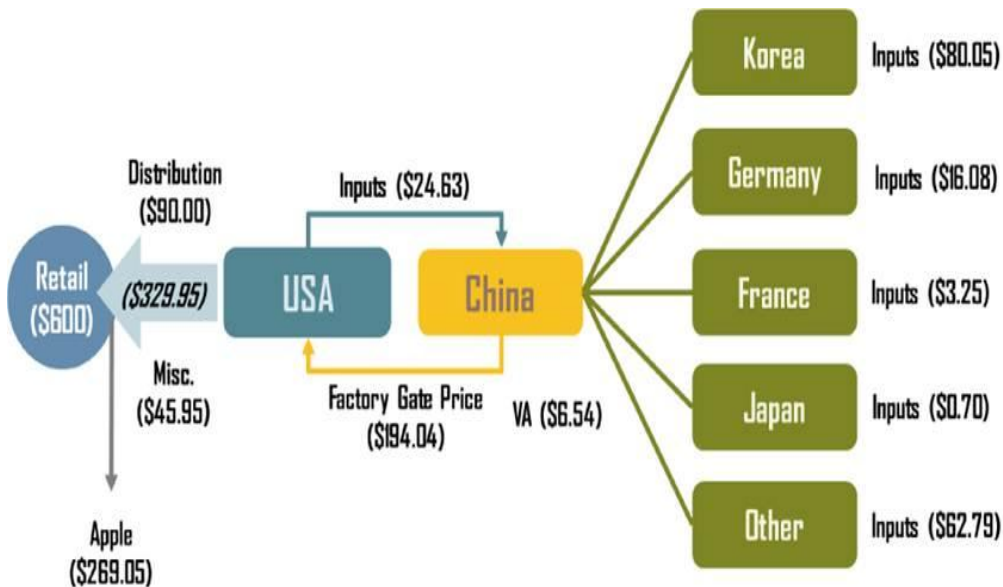 Korea
Inputs ($80.05)
Distribution
($90.00)
Inputs ($24.63)
Germany
Inputs ($16.08)
Retail
($600)
($329.95)
USA
China
France
Inputs ($3.25)
Misc.
($45.95)
Factory Gate Price
($194.04)
VA ($6.54)
Japan
Inputs ($0.70)
Apple
($269.05)
Other
Inputs ($62.79)